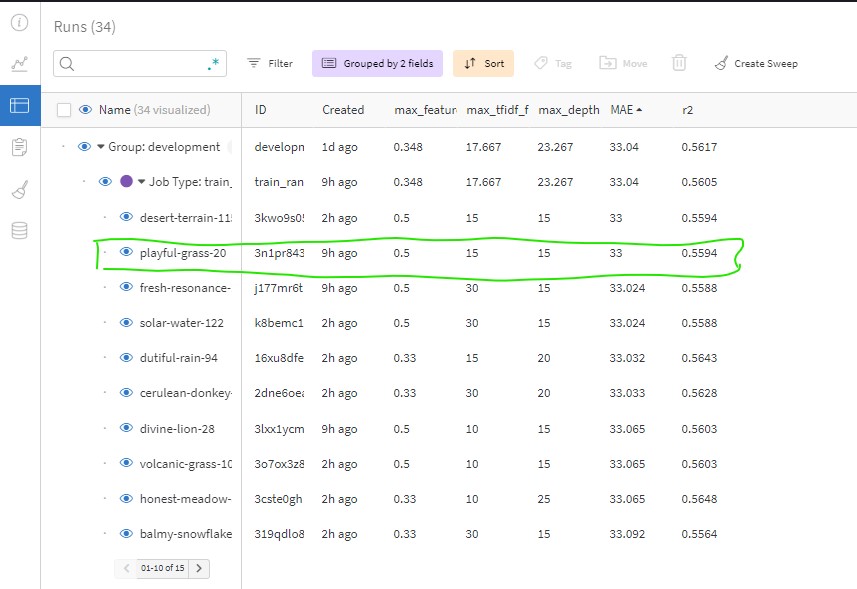 Runs (34)
.* Filter Grouped by 2 fields Sort Tag Move Create Sweep
Name (34 visualized) ID Created max_featur max_tfidf_f max_depth MAE r2
Group: development developn 1d ago 0.348 17.667 23.267 33.04 0.5617
Job Type: train_ train_ran 9h ago 0.348 17.667 23.267 33.04 0.5605
desert-terrain-11 3kwo9s0 2h ago 0.5 15 15 33 0.5594
playful-grass-20 3n1pr843 9h ago 0.5 15 15 33 0.5594
fresh-resonance- j177mr6t 9h ago 0.5 30 15 33.024 0.5588
solar-water-122 k8bemc1 2h ago 0.5 30 15 33.024 0.5588
dutiful-rain-94 16xu8dfe 2h ago 0.33 15 20 33.032 0.5643
cerulean-donkey- 2dne6oea 2h ago 0.33 30 20 33.033 0.5628
divine-lion-28 3lxx1ycm 9h ago 0.5 10 15 33.065 0.5603
volcanic-grass-10 3o7ox3z8 2h ago 0.5 10 15 33.065 0.5603
honest-meadow- 3cste0gh 2h ago 0.33 10 25 33.065 0.5648
balmy-snowflake 319qdlo8 2h ago 0.33 30 15 33.092 0.5564
01-10 of 15